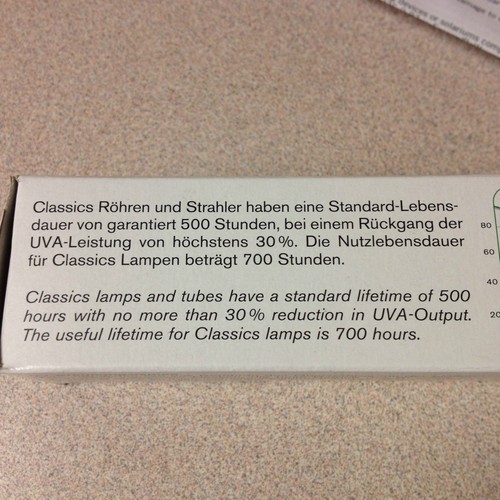 devices or solariums
Classics Röhren und Strahler haben eine Standard-Lebens-
dauer von garantiert 500 Stunden, bei einem Rückgang der
UVA-Leistung von höchstens 30%. Die Nutzlebensdauer
für Classics Lampen beträgt 700 Stunden.
Classics lamps and tubes have a standard lifetime of 500
hours with no more than 30% reduction in UVA-Output.
The useful lifetime for Classics lamps is 700 hours.
80
60
40
20